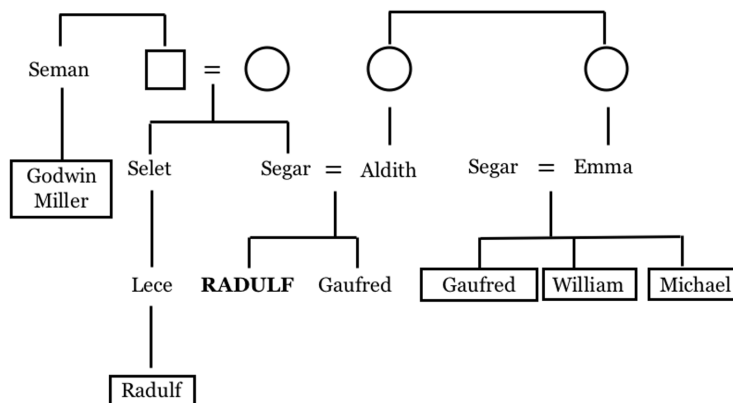 Seman = 
Selet Segar = Aldith Segar = Emma
Godwin
Miller
Lece RADULF Gaufred Gaufred William Michael
Radulf